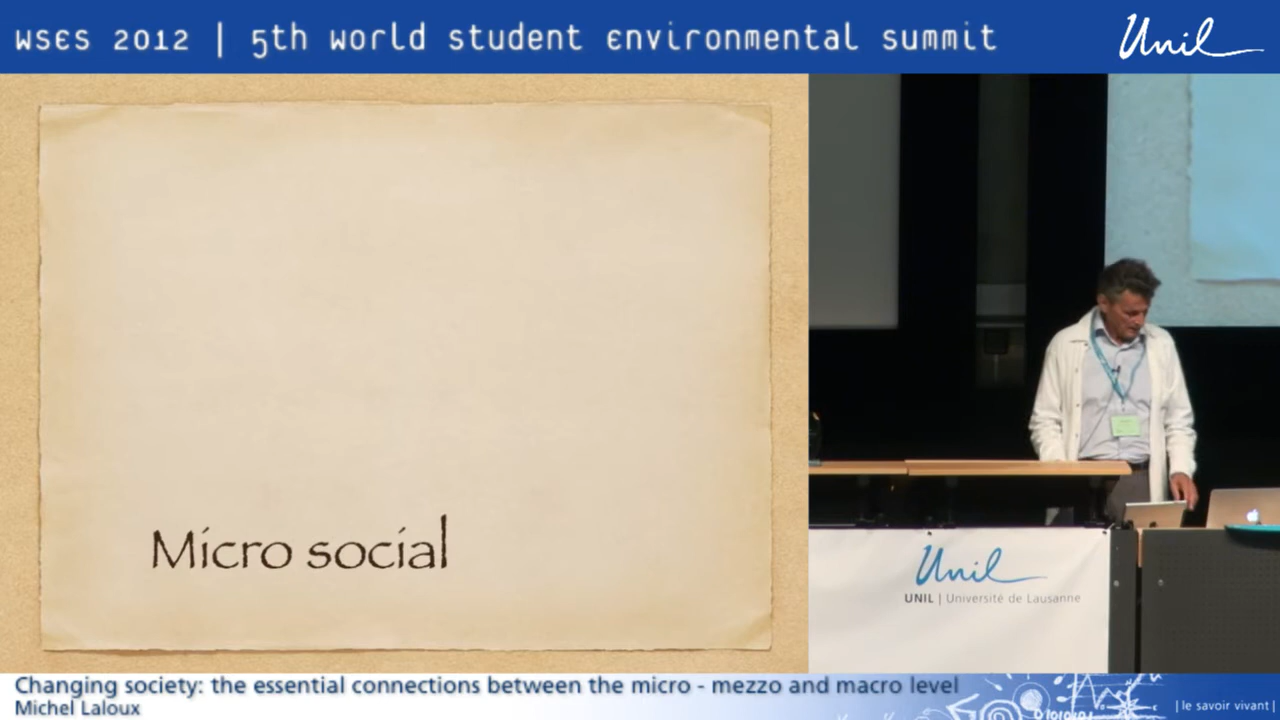 WSES 2012 | 5th world student environmental summit
Unil
Micro social
Unil
UNIL | Université de Lausanne
Changing society: the essential connections between the micro - mezzo and macro level
Michel Laloux
| le savoir vivant |